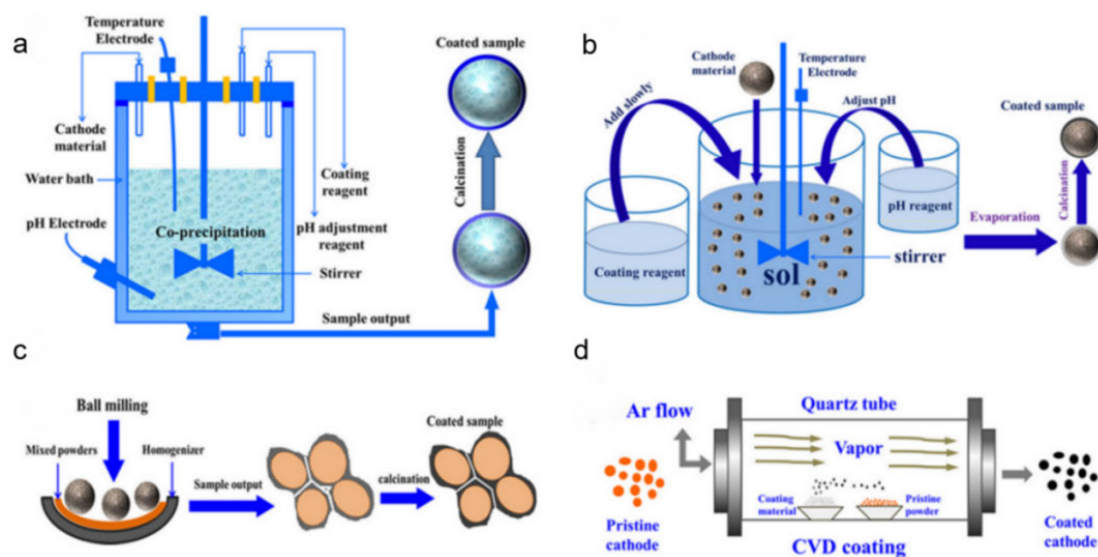 a
Temperature
Electrode
Coated sample
Cathode
material
Water bath
Coating
reagent
Calcination
pH Electrode
pH adjustment
reagent
Co-precipitation
Stirrer
Sample output
b
Cathode
material
Temperature
Electrode
Add slowly
Adjust pH
Coated sample
pH reagent
Evaporation
Calcination
Coating reagent
sol
stirrer
c
Ball milling
Mixed powders
Homogenizer
Sample output
Coated sample
calcination
d
Ar flow
Quartz tube
Vapor
Coating
material
Pristine
powder
Pristine
cathode
CVD coating
Coated
cathode